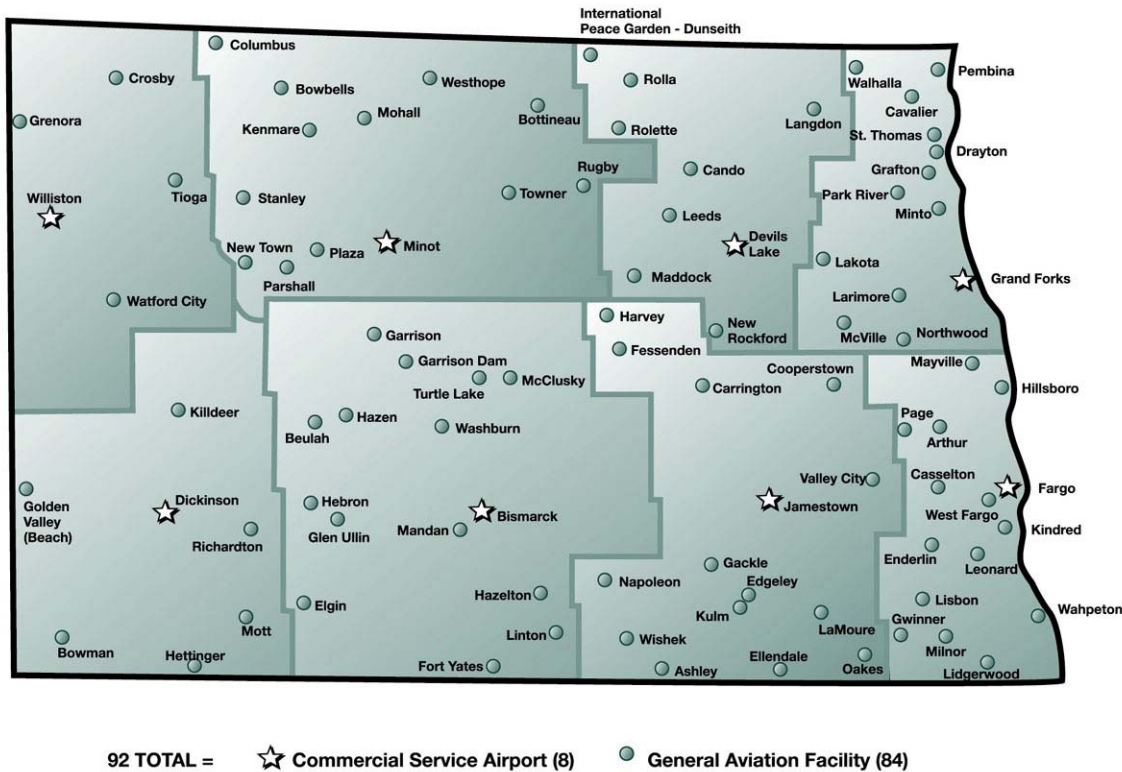 International
Peace Garden - Dunseith
Columbus
Crosby
Bowbells
Westhope
Rolla
Walhalla
Pembina
Grenora
Kenmare
Mohall
Bottineau
Rolette
Langdon
Cavalier
St. Thomas
Drayton
Rugby
Cando
Grafton
Williston
Tioga
Stanley
Towner
Park River
Minto
Leeds
New Town
Plaza
Minot
Devils
Lake
Lakota
Parshall
Maddock
Grand Forks
Watford City
Larimore
Harvey
New
Rockford
McVille
Northwood
Garrison
Fessenden
Garrison Dam
Cooperstown
Mayville
Turtle Lake
McClusky
Carrington
Hillsboro
Killdeer
Hazen
Beulah
Washburn
Page
Arthur
Golden
Valley
(Beach)
Dickinson
Hebron
Glen Ullin
Bismarck
Mandan
Valley City
Jamestown
Casselton
Fargo
West Fargo
Richardton
Kindred
Enderlin
Leonard
Gackle
Napoleon
Edgeley
Hazelton
Elgin
Kulm
Lisbon
Wahpeton
Mott
Linton
Wishek
LaMoure
Gwinner
Milnor
Bowman
Hettinger
Fort Yates
Ashley
Ellendale
Oakes
Lidgerwood
92 TOTAL = Commercial Service Airport (8) General Aviation Facility (84)